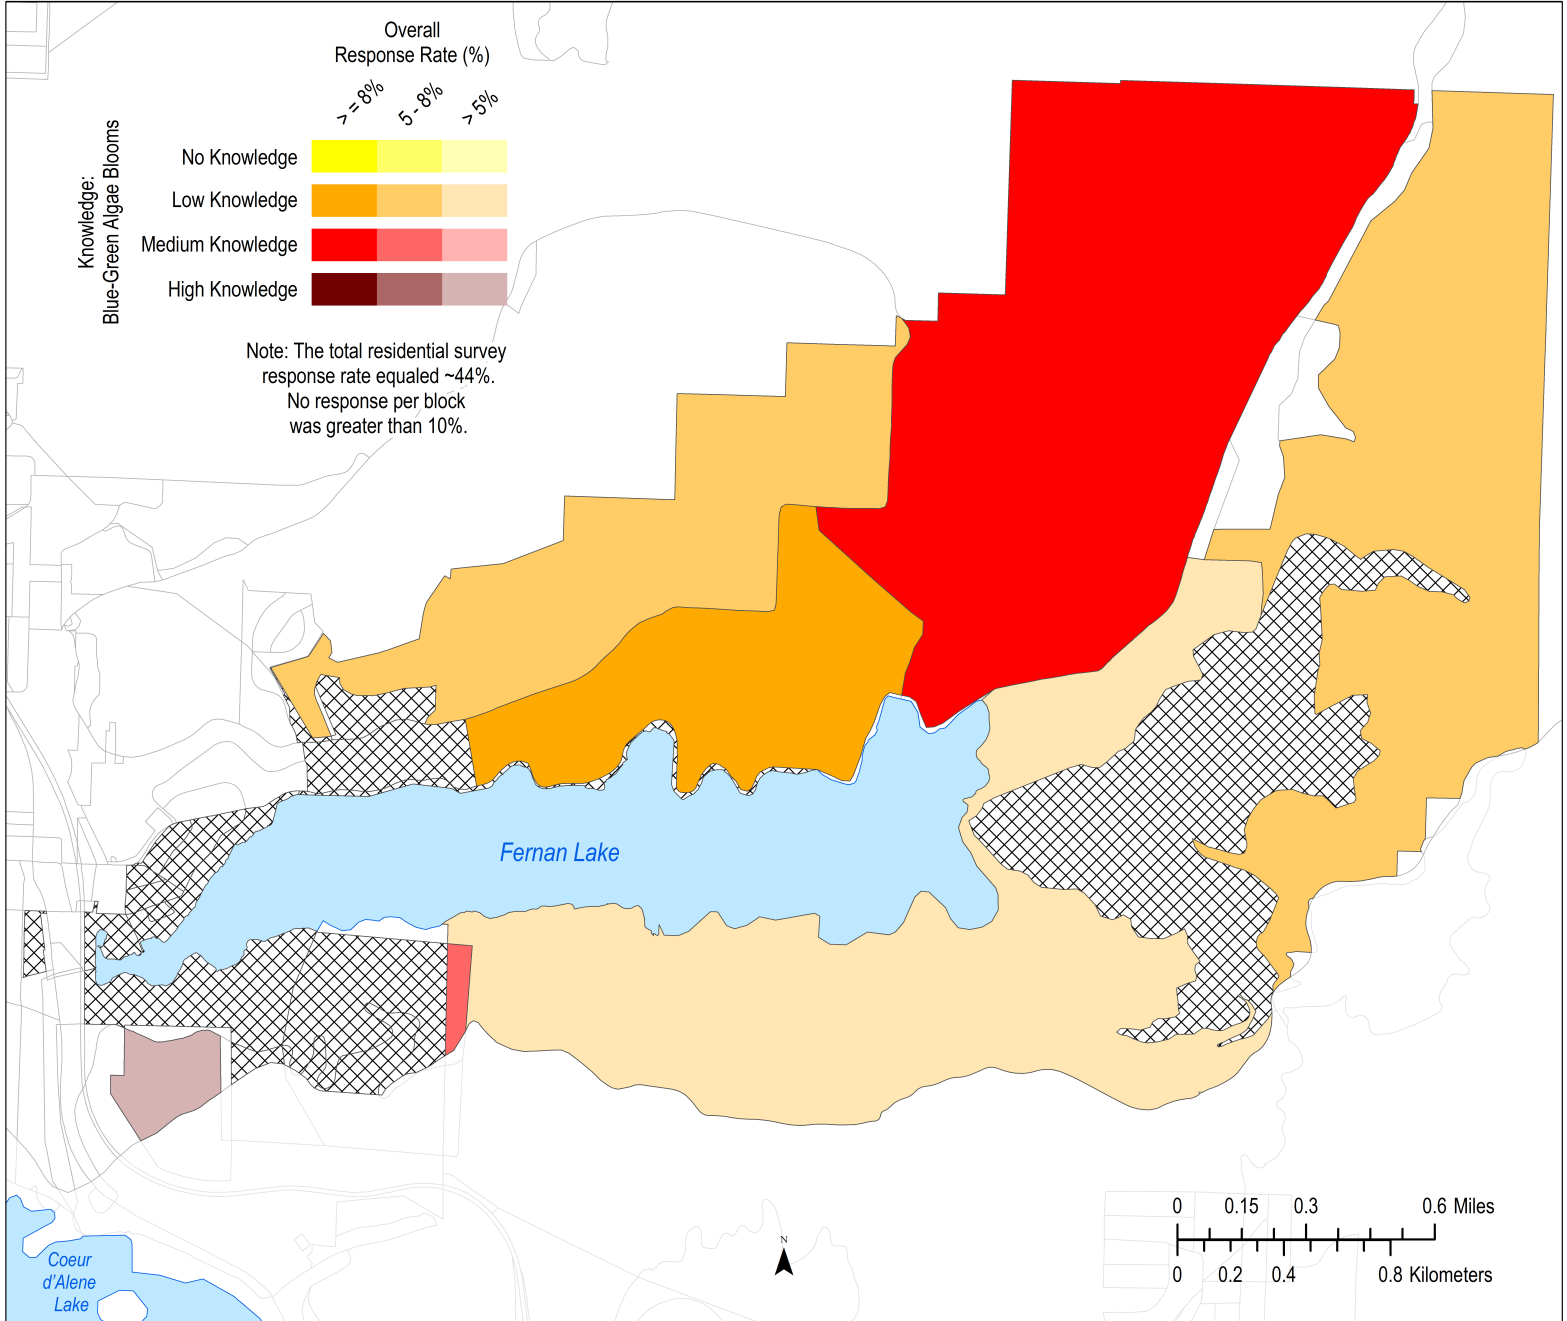 Overall
Response Rate (%)
> = 8%
5 - 8%
> 5%
Knowledge:
Blue-Green Algae Blooms
No Knowledge
Low Knowledge
Medium Knowledge
High Knowledge
Note: The total residential survey
response rate equaled ~44%.
No response per block
was greater than 10%.
Fernan Lake
Coeur
d'Alene
Lake
N
0 0.15 0.3 0.6 Miles
0 0.2 0.4 0.8 Kilometers